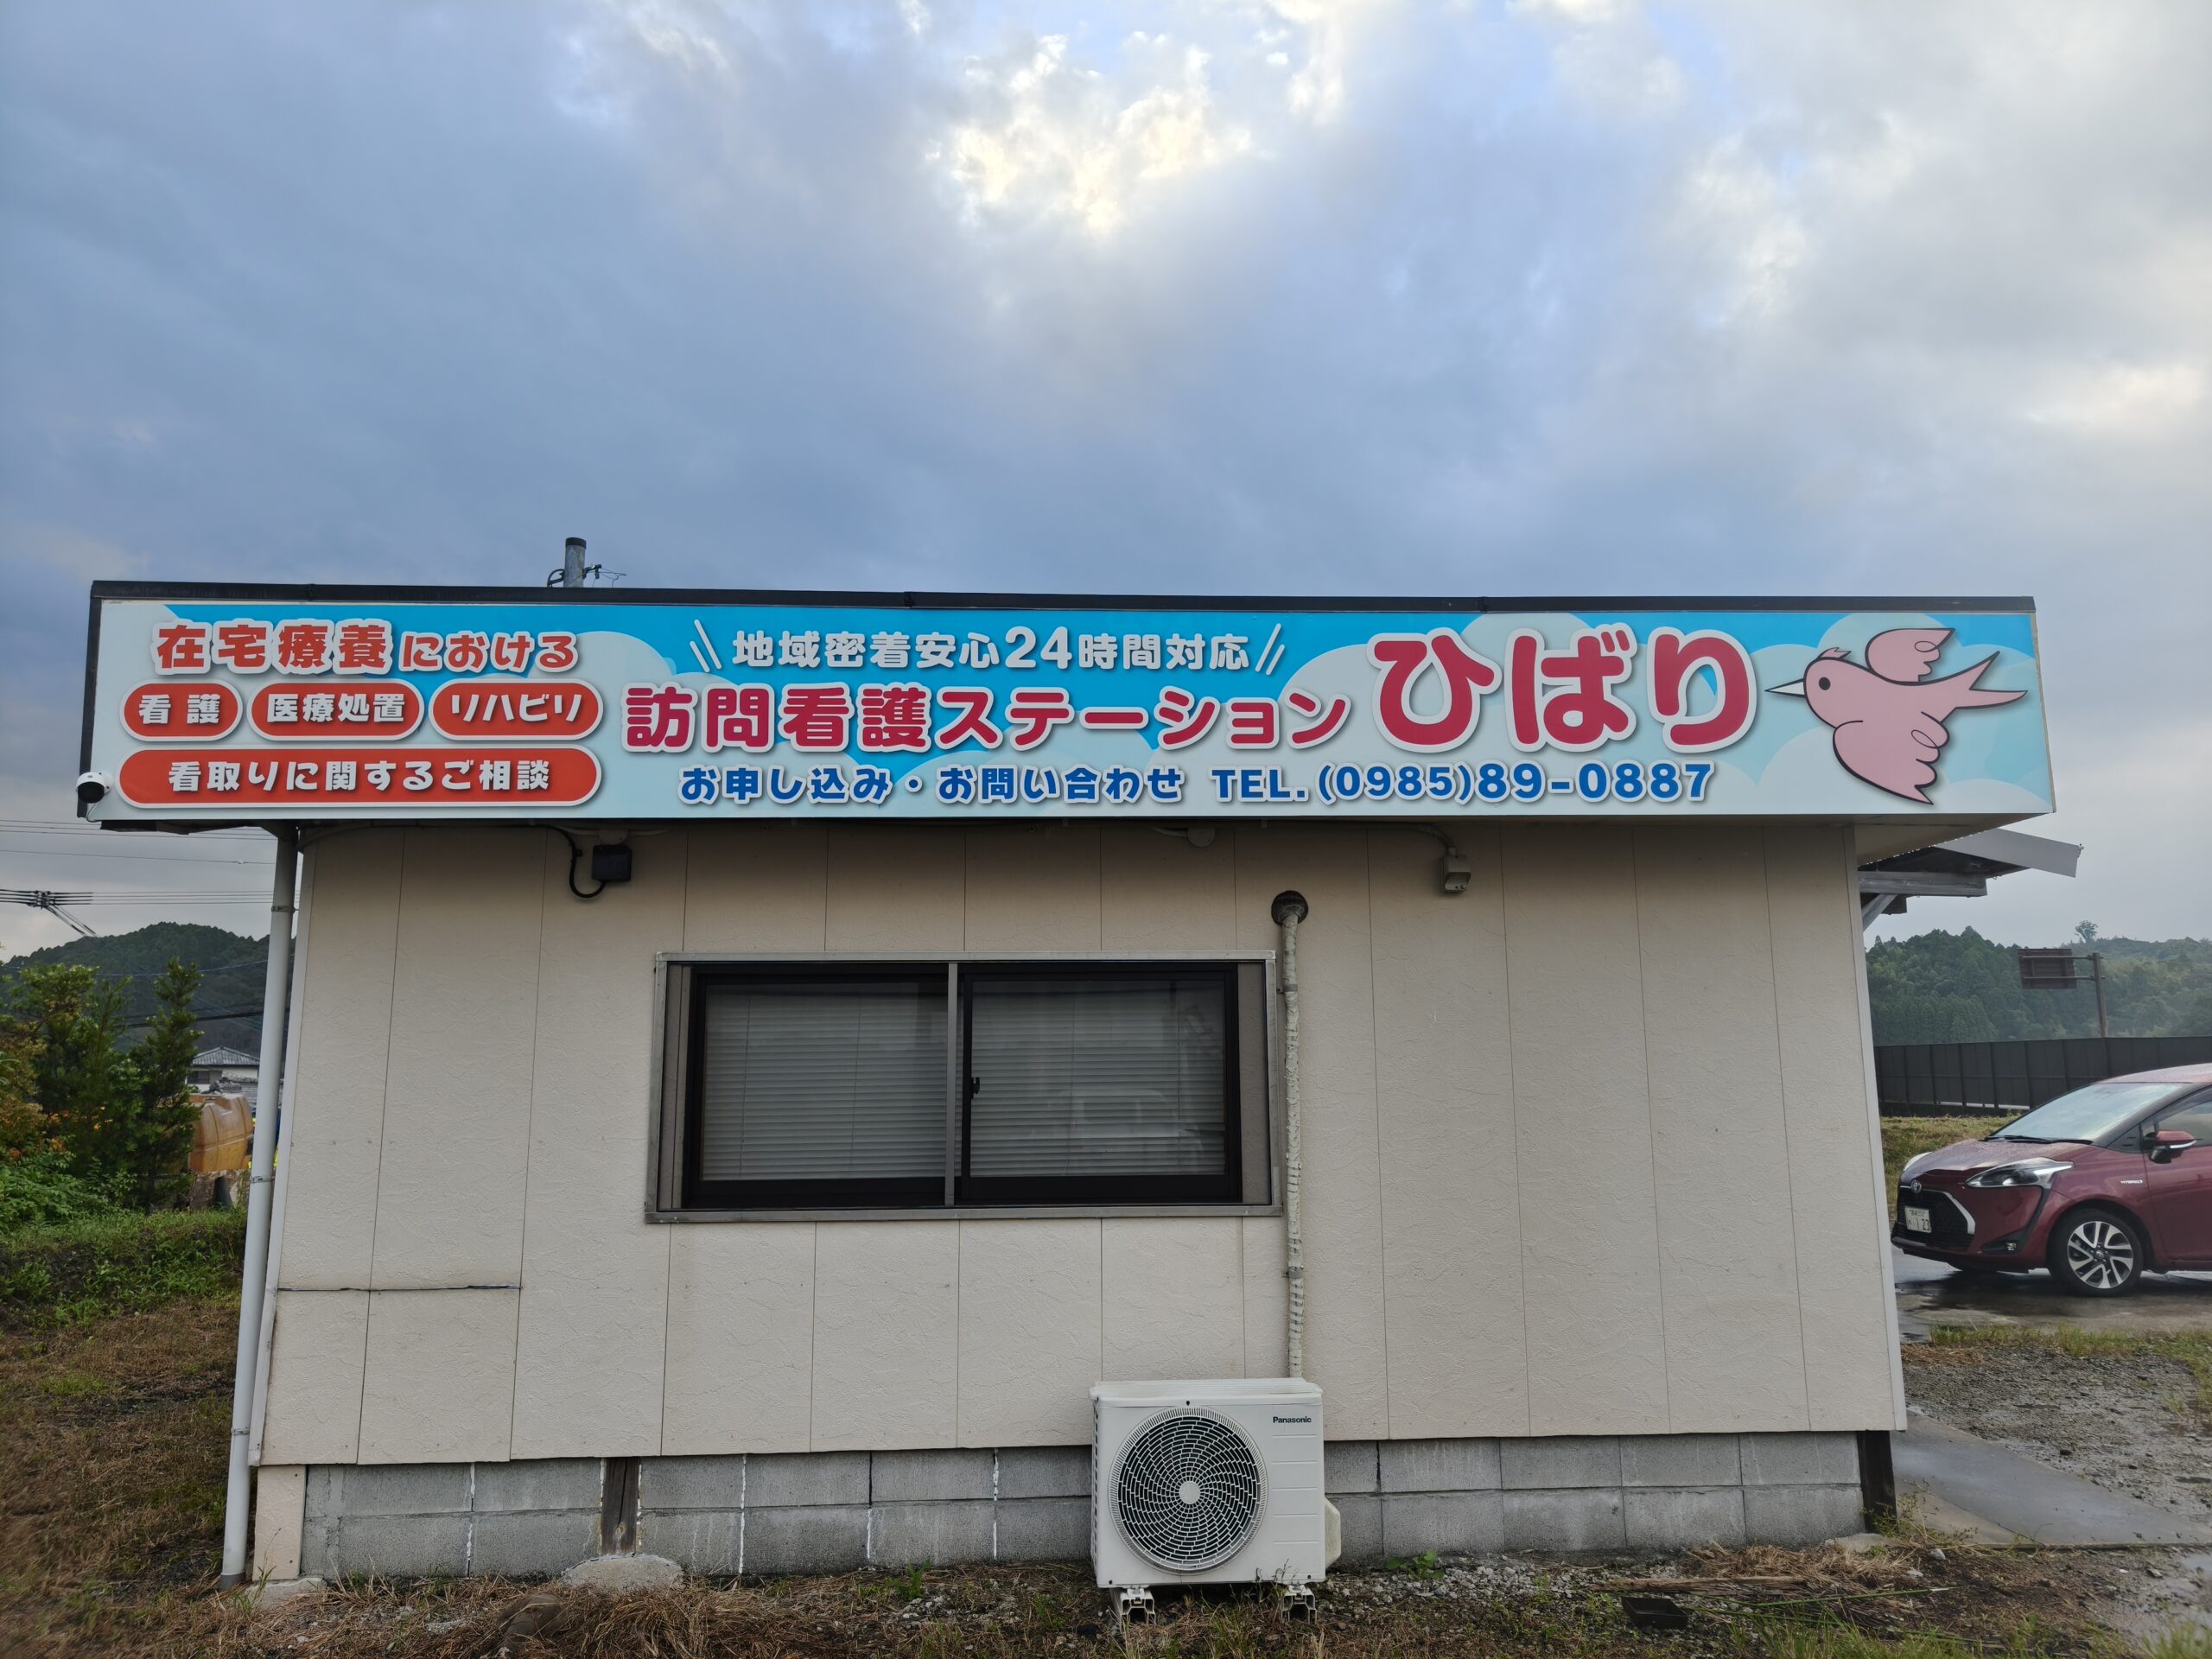 在宅療養における
看護 医療処置 リハビリ
看取りに関するご相談
地域密着安心24時間対応
訪問看護ステーション ひばり
お申し込み・お問い合わせ TEL.(0985)89-0887
Panasonic